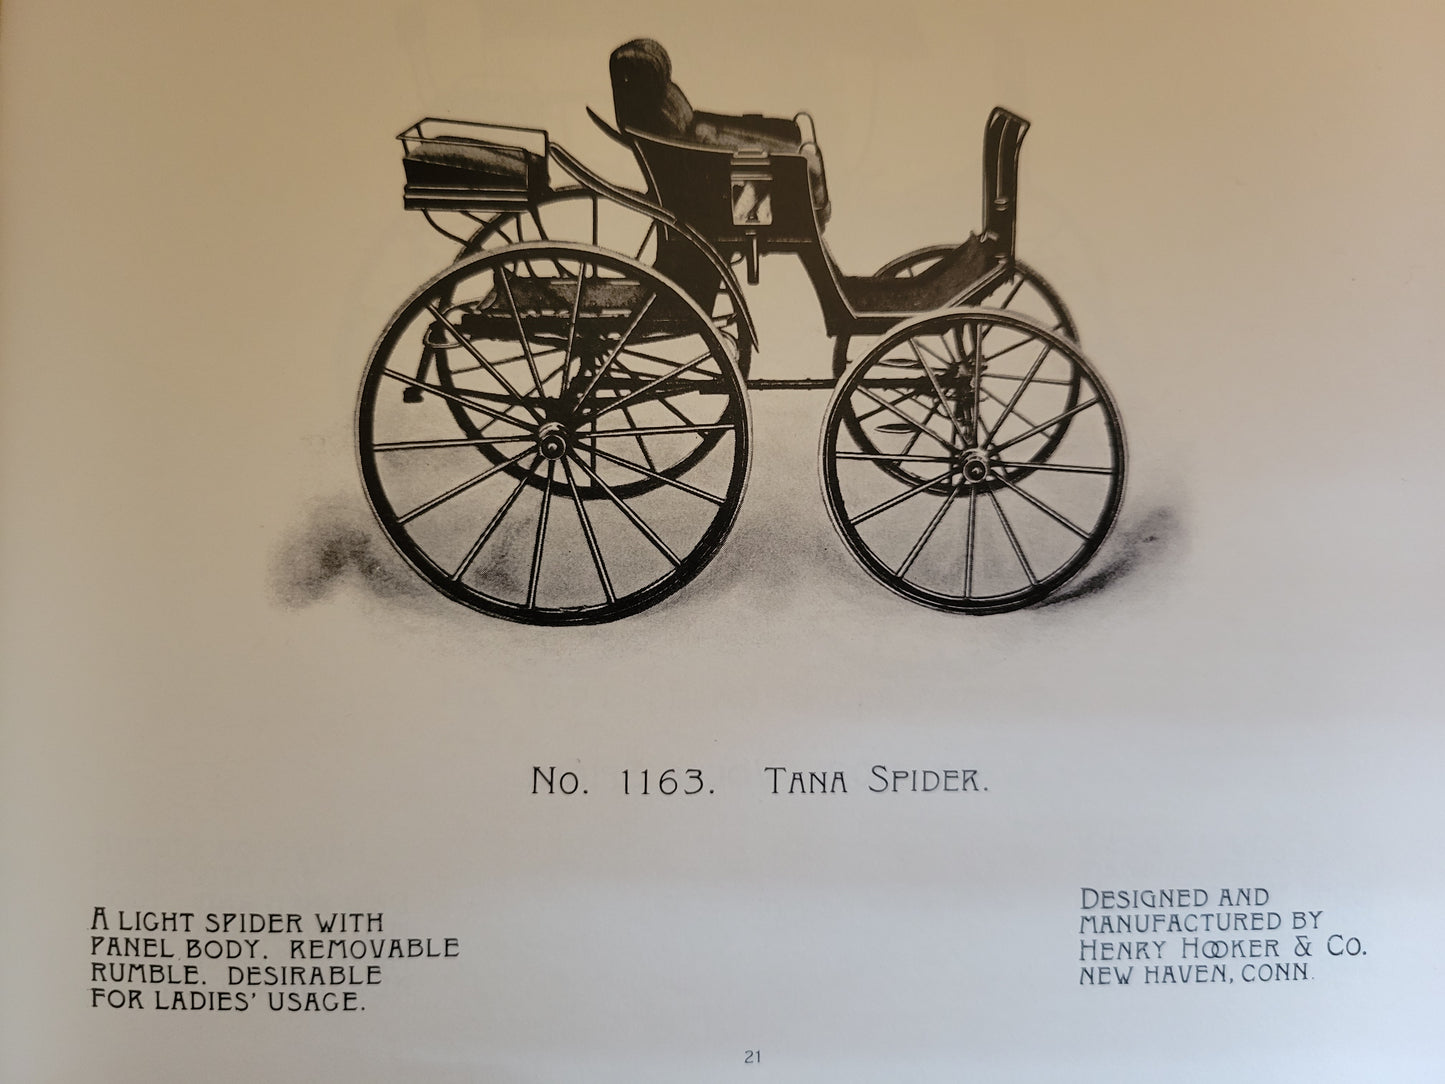 No. 1163. Tana Spider.
A light spider with
panel body. Removable
rumble. Desirable
for ladies' usage.
Designed and
manufactured by
Henry Hooker & Co.
New Haven, Conn.
21